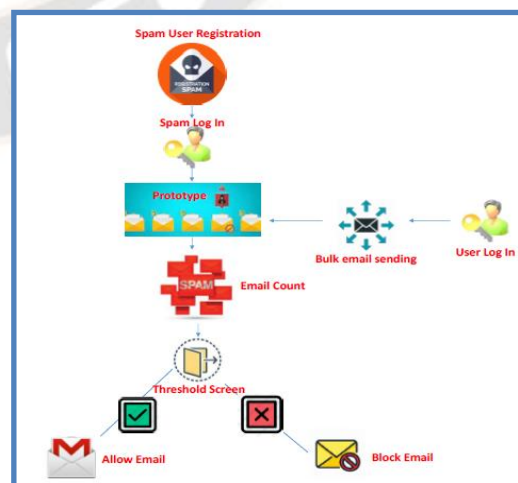 Spam User Registration
REGISTRATION
SPAM
Spam Log In
Prototype
Bulk email sending
User Log In
SPAM
Email Count
Threshold Screen
Allow Email
Block Email